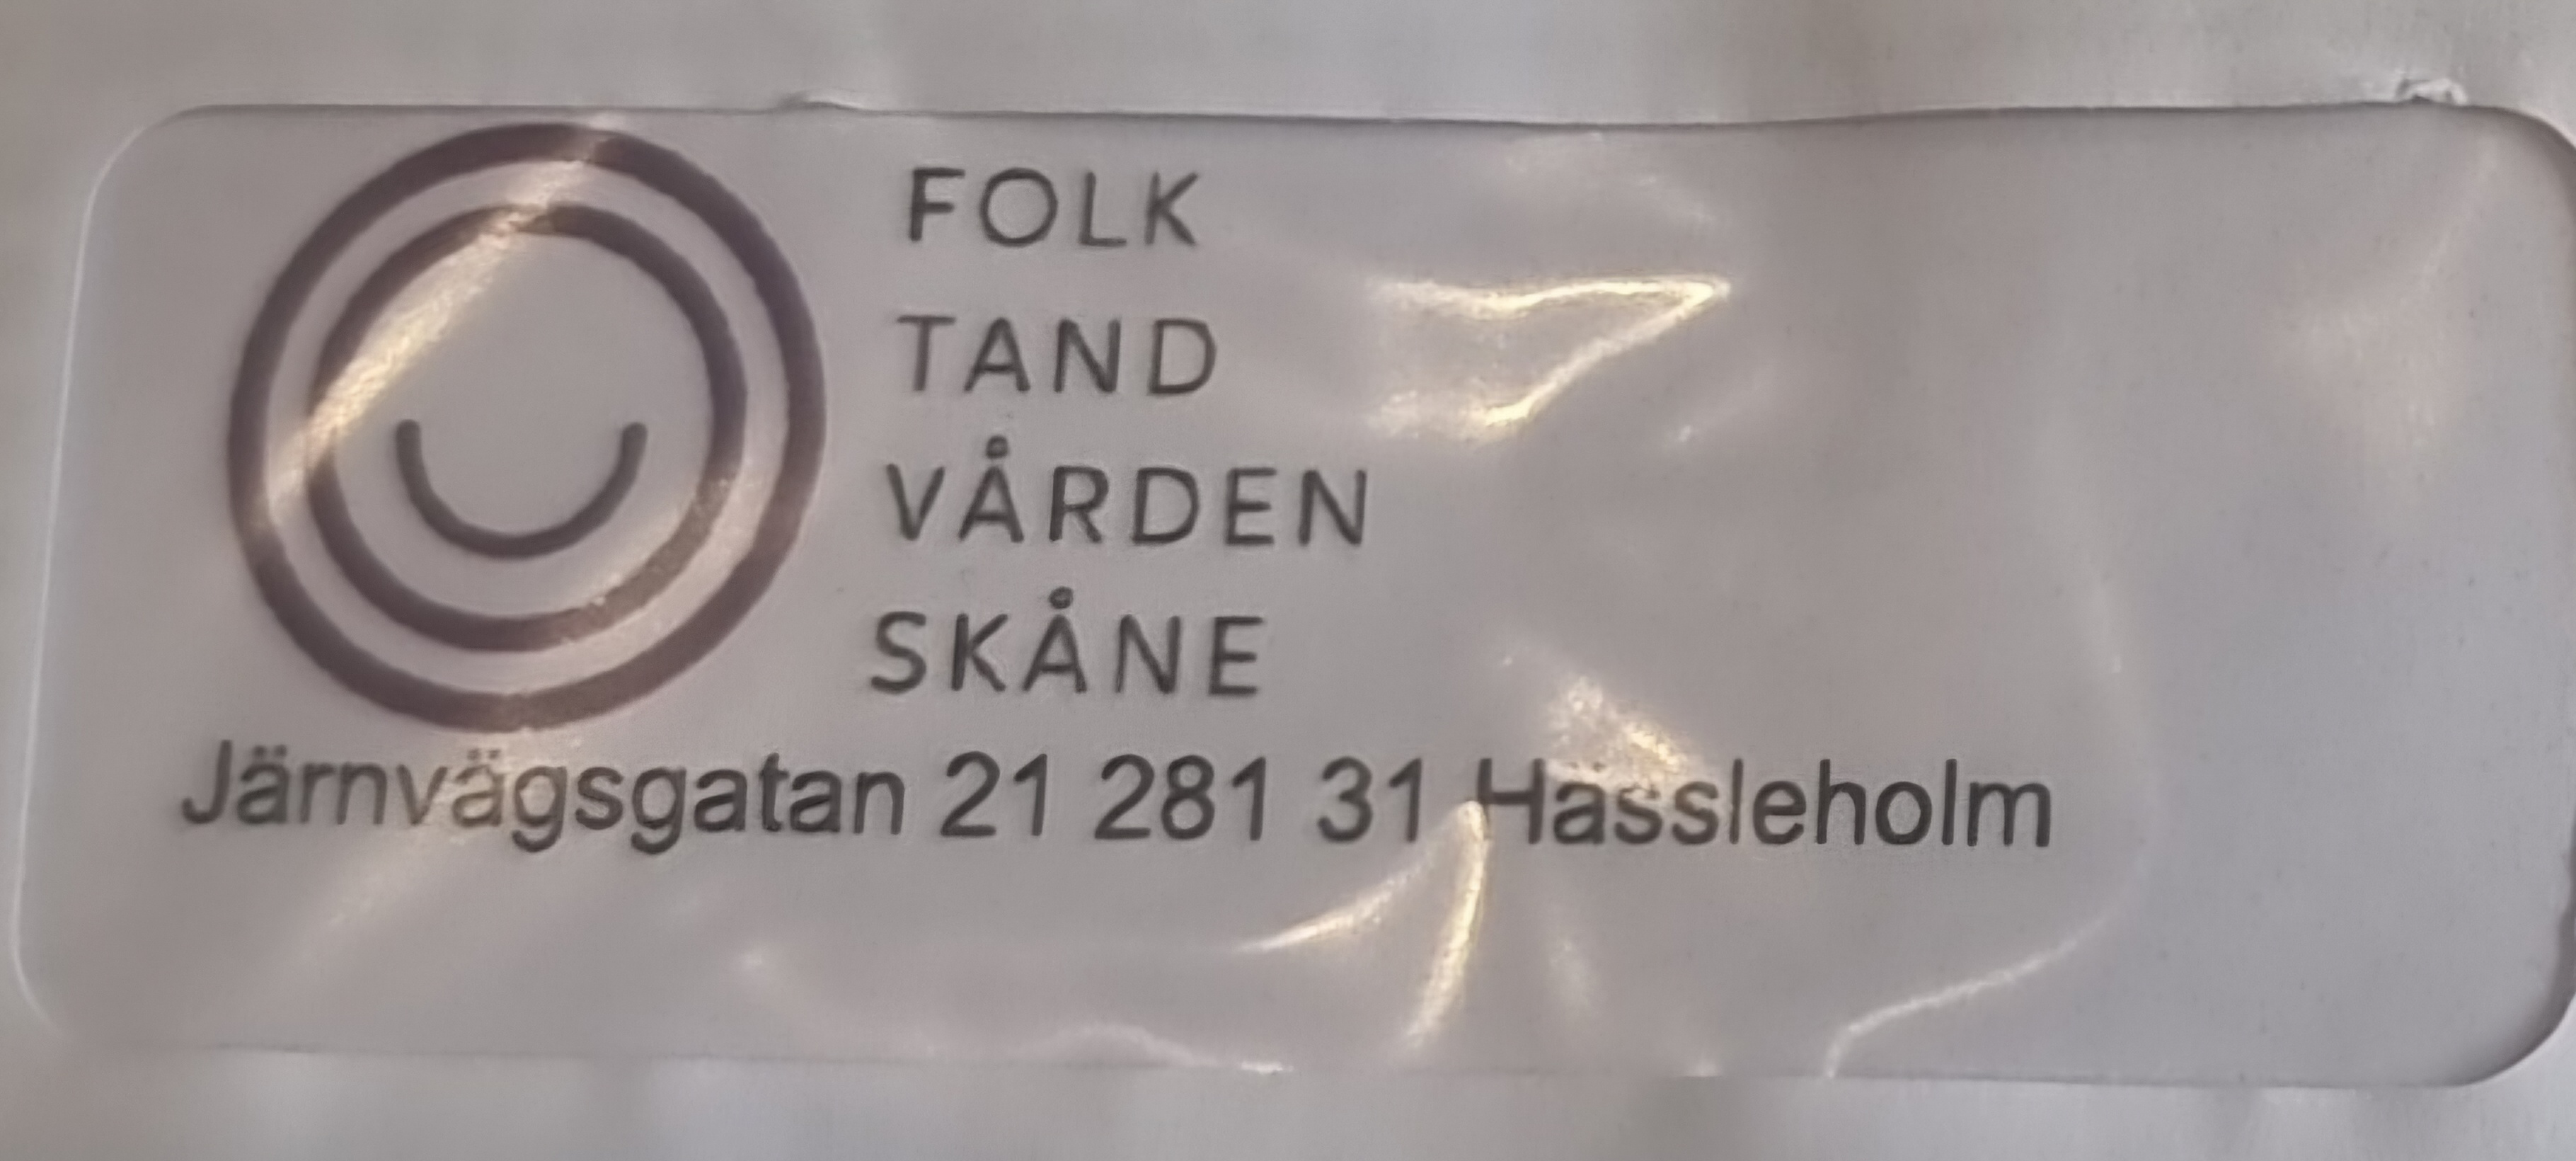 FOLK
TAND
VÅRDEN
SKÅNE
Järnvägsgatan 21 281 31 Hässleholm